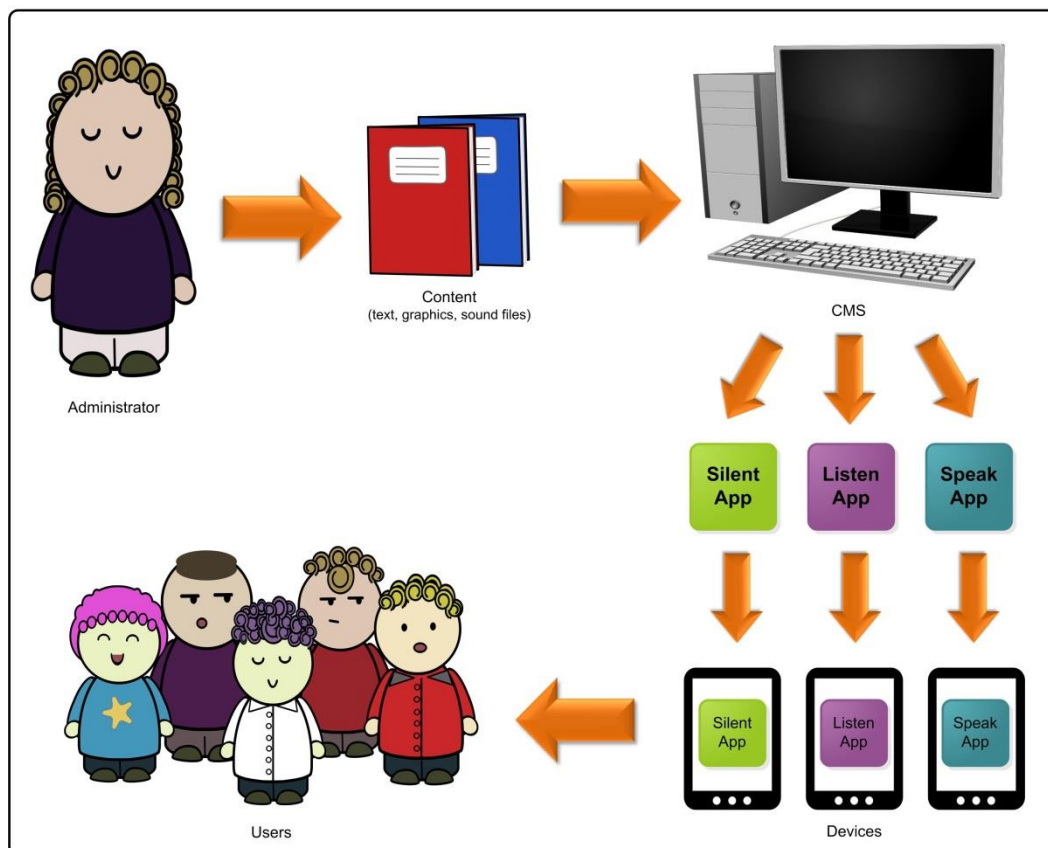 Administrator
Content
(text, graphics, sound files)
CMS
Silent
App
Listen
App
Speak
App
Silent
App
Listen
App
Speak
App
Users
Devices